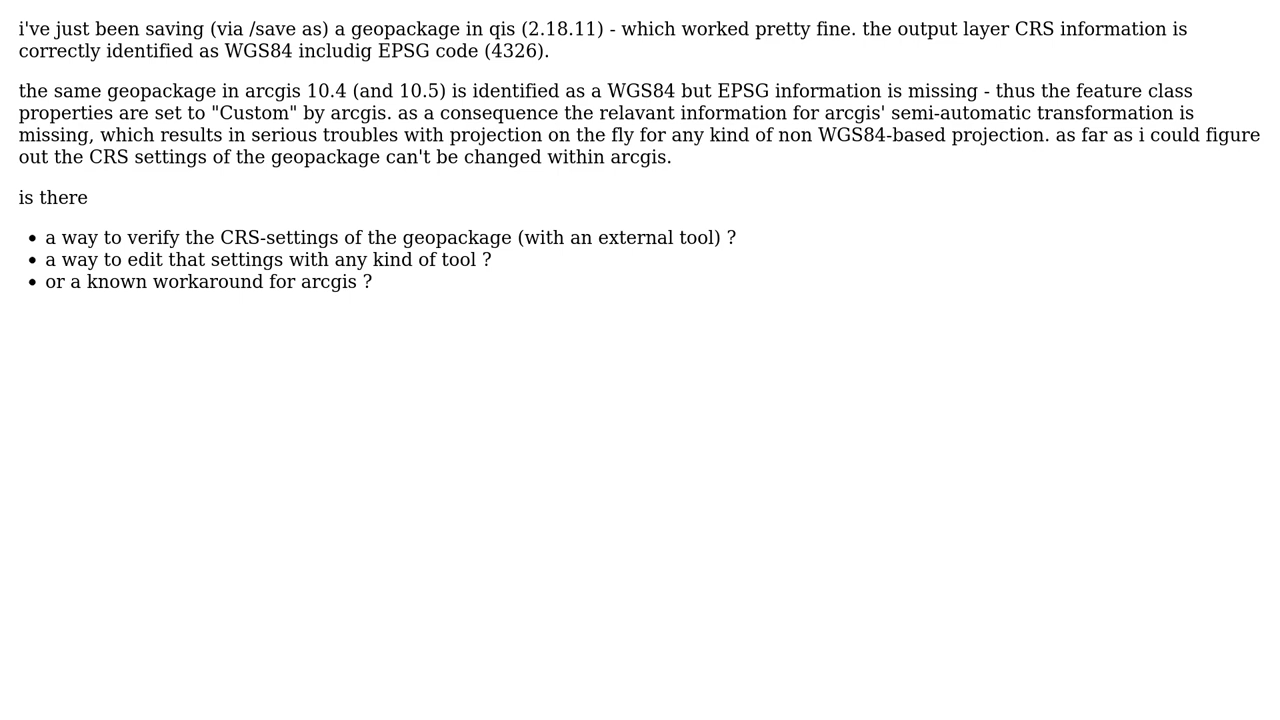 i've just been saving (via /save as) a geopackage in qis (2.18.11) - which worked pretty fine. the output layer CRS information is
correctly identified as WGS84 includig EPSG code (4326).
the same geopackage in arcgis 10.4 (and 10.5) is identified as a WGS84 but EPSG information is missing - thus the feature class
properties are set to "Custom" by arcgis. as a consequence the relavant information for arcgis' semi-automatic transformation is
missing, which results in serious troubles with projection on the fly for any kind of non WGS84-based projection. as far as i could figure
out the CRS settings of the geopackage can't be changed within arcgis.
is there
• a way to verify the CRS-settings of the geopackage (with an external tool) ?
• a way to edit that settings with any kind of tool ?
• or a known workaround for arcgis ?